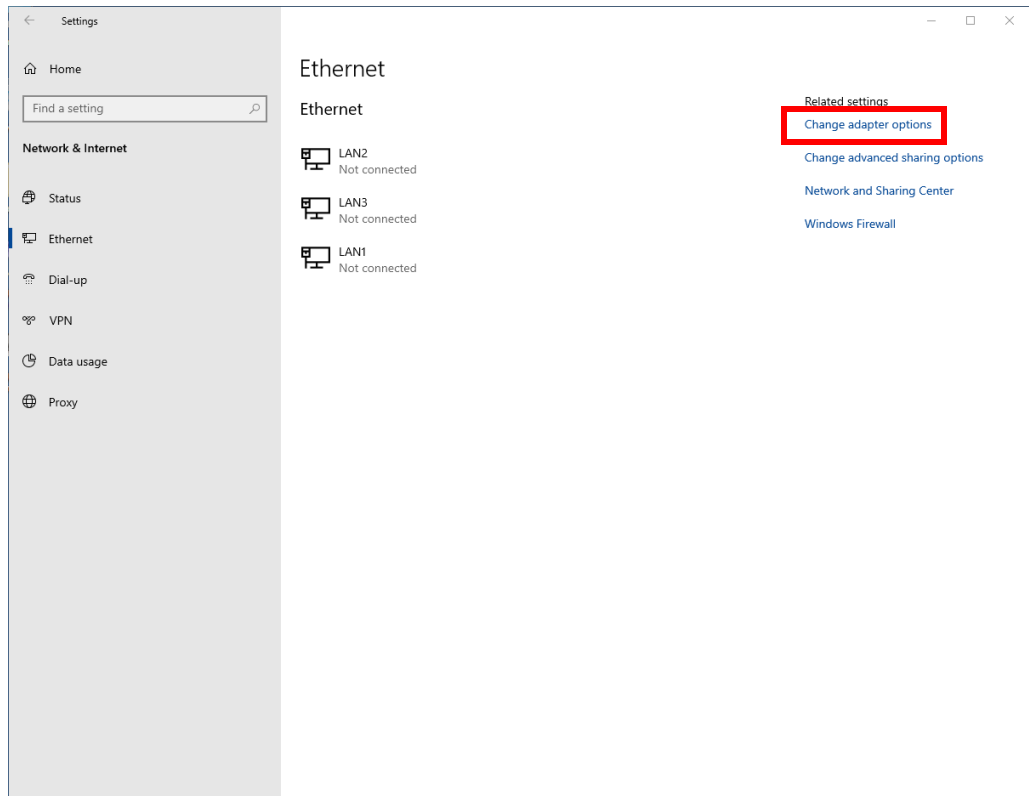 Settings
Home
Find a setting
Network & Internet
Status
Ethernet
Dial-up
VPN
Data usage
Proxy
Ethernet
Ethernet
LAN2
Not connected
LAN3
Not connected
LAN1
Not connected
Related settings
Change adapter options
Change advanced sharing options
Network and Sharing Center
Windows Firewall